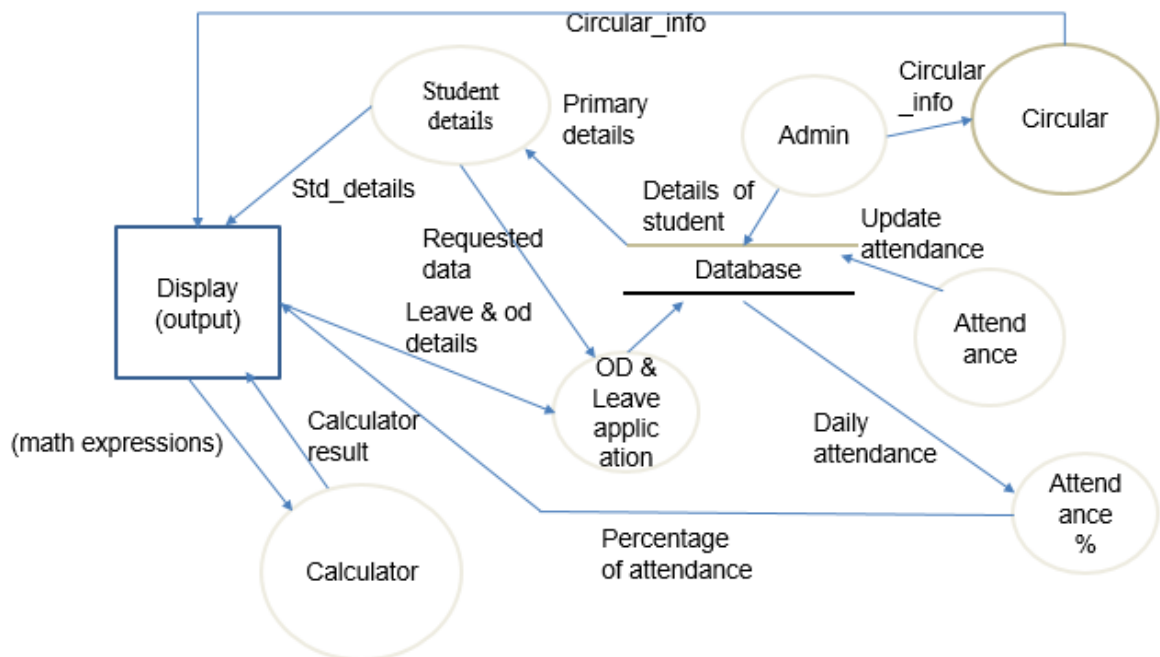 Circular_info
Student
details
Primary
details
Admin
Circular
_info
Circular
Std_details
Details of
student
Update
attendance
Requested
data
Database
Display
(output)
Leave & od
details
Attend
ance
OD &
Leave
applic
ation
(math expressions)
Calculator
result
Daily
attendance
Attend
ance
%
Percentage
of attendance
Calculator